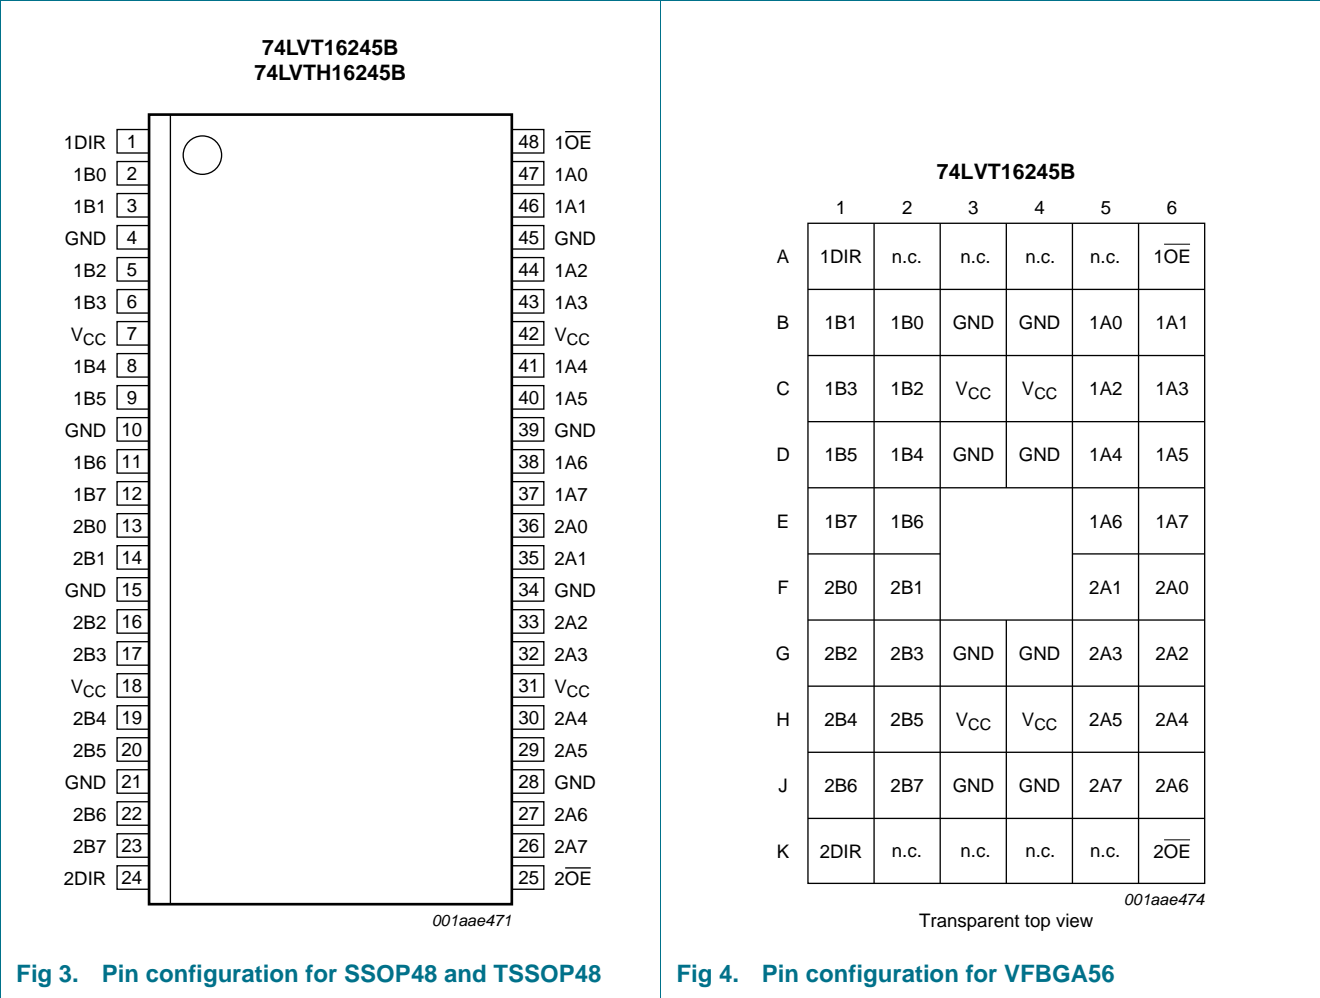 74LVT16245B
74LVTH16245B
1DIR 1 48 1OE
1B0 2 47 1A0
1B1 3 46 1A1
GND 4 45 GND
1B2 5 44 1A2
1B3 6 43 1A3
VCC 7 42 VCC
1B4 8 41 1A4
1B5 9 40 1A5
GND 10 39 GND
1B6 11 38 1A6
1B7 12 37 1A7
2B0 13 36 2A0
2B1 14 35 2A1
GND 15 34 GND
2B2 16 33 2A2
2B3 17 32 2A3
VCC 18 31 VCC
2B4 19 30 2A4
2B5 20 29 2A5
GND 21 28 GND
2B6 22 27 2A6
2B7 23 26 2A7
2DIR 24 25 2OE
001aae471
Fig 3. Pin configuration for SSOP48 and TSSOP48
74LVT16245B
1 2 3 4 5 6
A 1DIR n.c. n.c. n.c. n.c. 1OE
B 1B1 1B0 GND GND 1A0 1A1
C 1B3 1B2 VCC VCC 1A2 1A3
D 1B5 1B4 GND GND 1A4 1A5
E 1B7 1B6 1A6 1A7
F 2B0 2B1 2A1 2A0
G 2B2 2B3 GND GND 2A3 2A2
H 2B4 2B5 VCC VCC 2A5 2A4
J 2B6 2B7 GND GND 2A7 2A6
K 2DIR n.c. n.c. n.c. n.c. 2OE
001aae474
Transparent top view
Fig 4. Pin configuration for VFBGA56